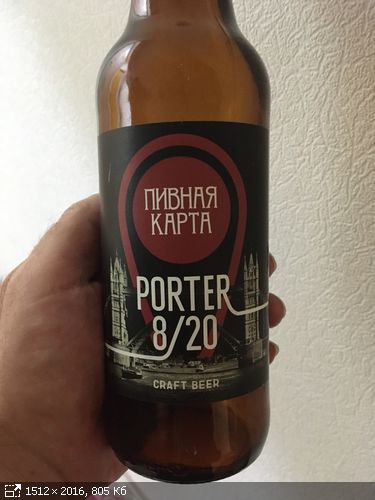 ПИВНАЯ
КАРТА
PORTER
8/20
CRAFT BEER
1512×2016, 805 Кб